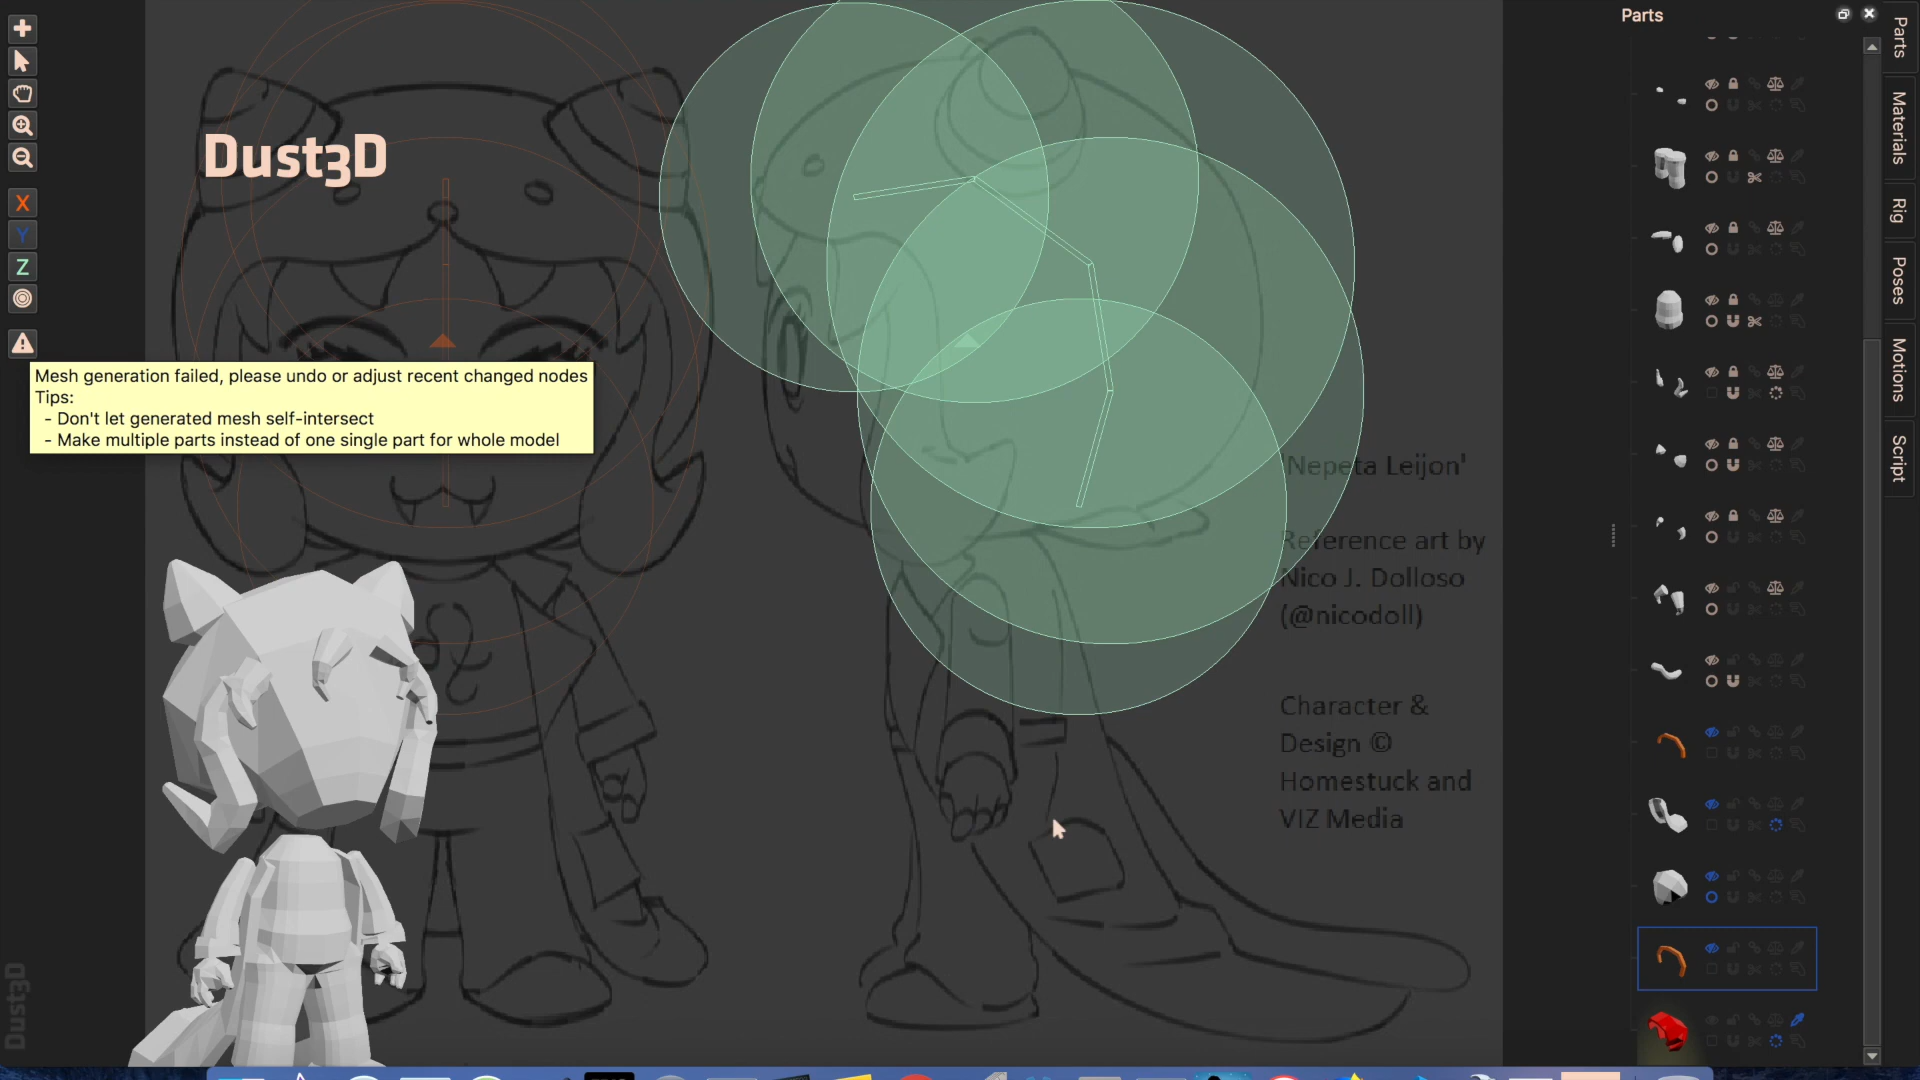 Parts
Parts
Materials
Rig
Poses
Motions
Script
Dust3D
X
Y
Z
Mesh generation failed, please undo or adjust recent changed nodes
Tips:
- Don't let generated mesh self-intersect
- Make multiple parts instead of one single part for whole model
'Nepeta Leijon'
Reference art by
Nico J. Dolloso
(@nicodoll)
Character &
Design ©
Homestuck and
VIZ Media
Dust3D